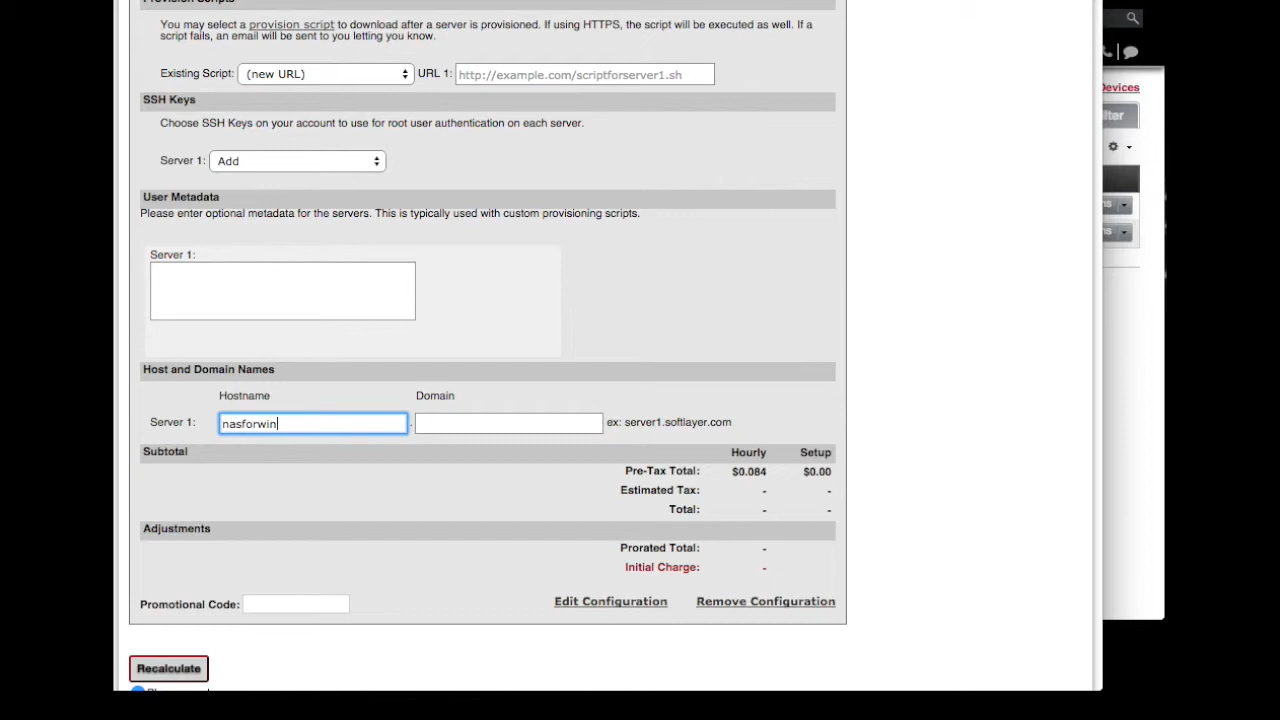 You may select a provision script to download after a server is provisioned. If using HTTPS, the script will be executed as well. If a
script fails, an email will be sent to you letting you know.
Existing Script: (new URL) URL 1: http://example.com/scriptforserver1.sh
SSH Keys
Choose SSH Keys on your account to use for root user authentication on each server.
Server 1: Add
User Metadata
Please enter optional metadata for the servers. This is typically used with custom provisioning scripts.
Server 1:
Host and Domain Names
Hostname Domain
Server 1: nasforwin . ex: server1.softlayer.com
Subtotal Hourly Setup
Pre-Tax Total: $0.084 $0.00
Estimated Tax: - -
Total: - -
Adjustments
Prorated Total: -
Initial Charge: -
Promotional Code: Edit Configuration Remove Configuration
Recalculate
Devices